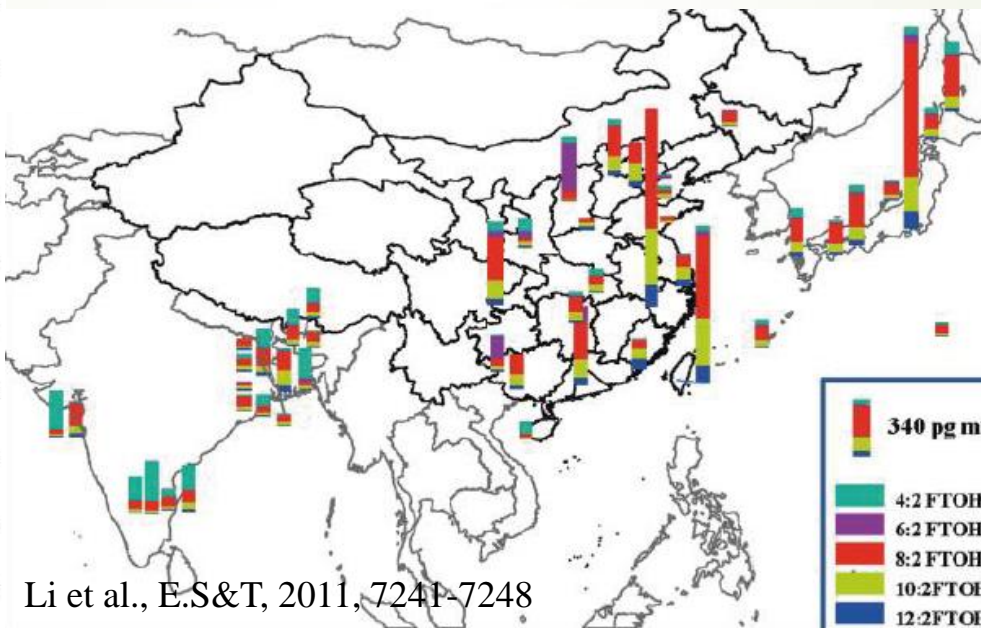 340 pg m
4:2 FTOH
6:2 FTOH
8:2 FTOH
10:2FTOH
12:2FTOH
Li et al., E.S&T, 2011, 7241-7248